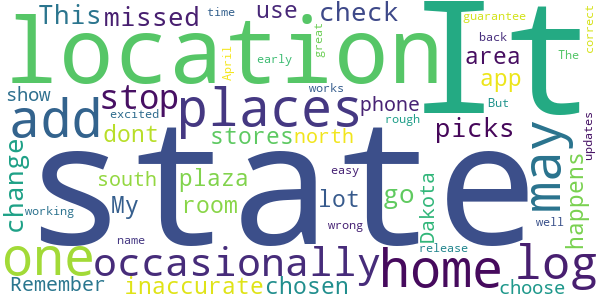 This missed use time check It guarantee correct
location April early great area back
show add stop places works phone app But The
excited rough picks may updates
change dont stores north
state
south plaza easy go Dakota happens
working My room lot wrong well
one occasionally name home release log
Remember inaccurate chosen choose